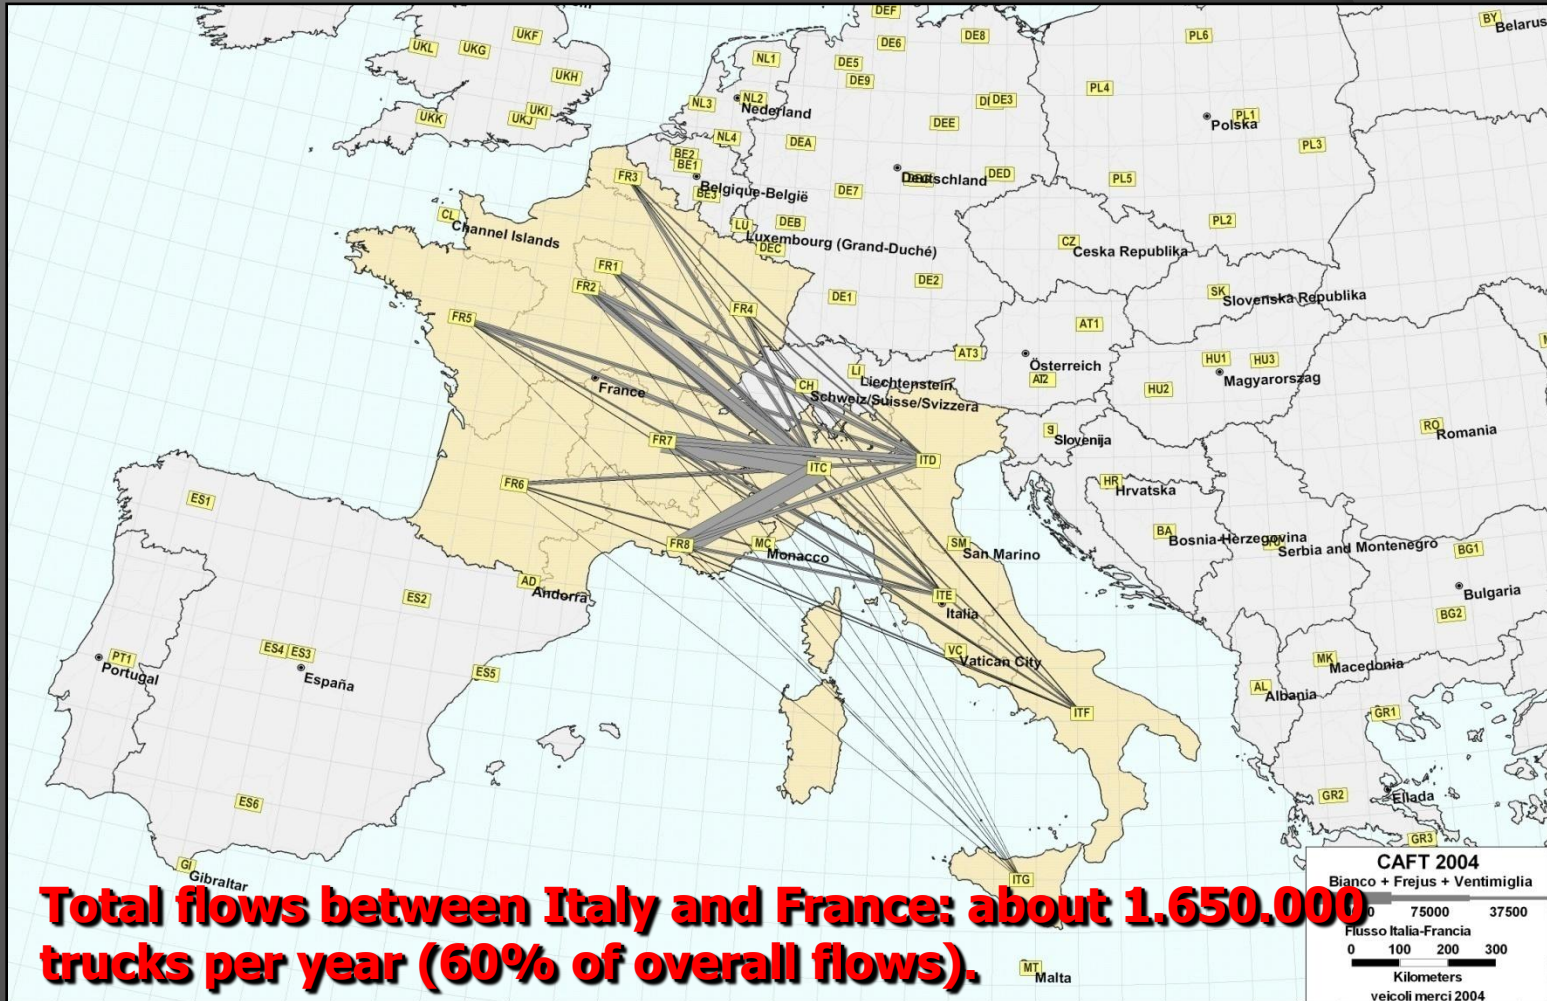 DEF
BY
Belarus
UKF
UKL
UKG
DE6
DE8
PL6
NL1
DE5
UKH
DE9
PL4
NL3
NL2
Nederland
DE3
UKI
UKK
UKJ
DEE
PL1
Polska
NL4
DEA
PL3
BE2
BE1
FR3
Deutschland
DED
PL5
Belgique-België
BE3
DE7
CL
Channel Islands
LU
DEB
Luxembourg (Grand-Duché)
DEC
PL2
CZ
Ceska Republika
FR1
FR2
DE2
DE1
SK
Slovenska Republika
FR4
FR5
AT1
AT3
Österreich
HU1
HU3
LI
Liechtenstein
AT2
Magyarorszag
France
CH
Schweiz/Suisse/Svizzera
HU2
RO
Romania
SI
Slovenija
FR7
ITC
ITD
FR6
HR
Hrvatska
ES1
BA
Bosnia-Herzegovina
FR8
MC
Monacco
SM
San Marino
Serbia and Montenegro
BG1
AD
Andorra
ES2
ITE
Italia
Bulgaria
BG2
ES4
ES3
España
PT1
Portugal
VC
Vatican City
MK
Macedonia
ES5
AL
Albania
ITF
GR1
ES6
GR2
Ellada
GR3
GI
Gibraltar
ITG
MT
Malta
CAFT 2004
Bianco + Frejus + Ventimiglia
75000 37500
Flusso Italia-Francia
0 100 200 300
Kilometers
veicoli merci 2004
Total flows between Italy and France: about 1.650.000
trucks per year (60% of overall flows).